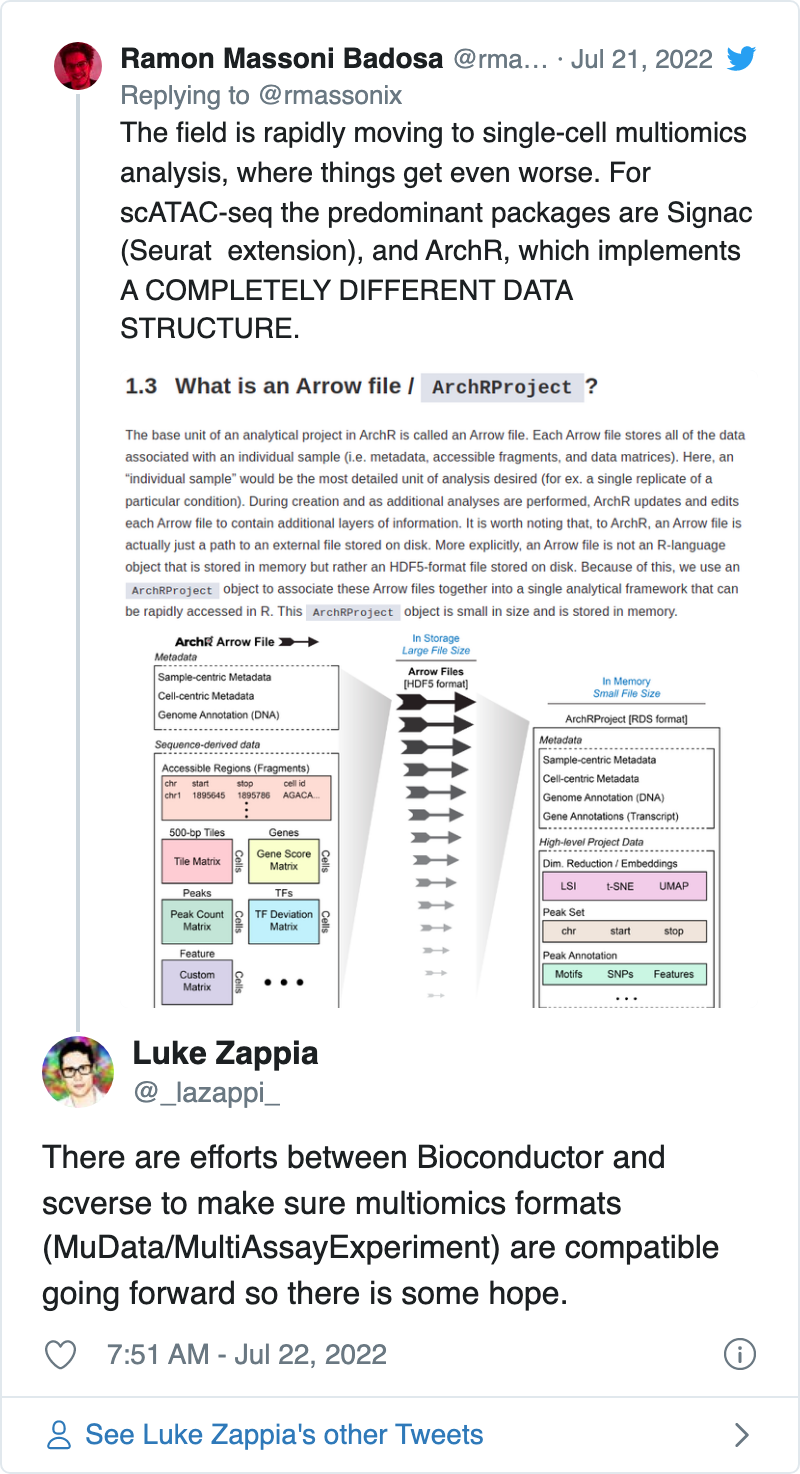 Ramon Massoni Badosa @rma... · Jul 21, 2022
Replying to @rmassonix
The field is rapidly moving to single-cell multiomics
analysis, where things get even worse. For
scATAC-seq the predominant packages are Signac
(Seurat extension), and ArchR, which implements
A COMPLETELY DIFFERENT DATA
STRUCTURE.
1.3 What is an Arrow file / ArchRProject ?
The base unit of an analytical project in ArchR is called an Arrow file. Each Arrow file stores all of the data
associated with an individual sample (i.e. metadata, accessible fragments, and data matrices). Here, an
“individual sample” would be the most detailed unit of analysis desired (for ex. a single replicate of a
particular condition). During creation and as additional analyses are performed, ArchR updates and edits
each Arrow file to contain additional layers of information. It is worth noting that, to ArchR, an Arrow file is
actually just a path to an external file stored on disk. More explicitly, an Arrow file is not an R-language
object that is stored in memory but rather an HDF5-format file stored on disk. Because of this, we use an
ArchRProject object to associate these Arrow files together into a single analytical framework that can
be rapidly accessed in R. This ArchRProject object is small in size and is stored in memory.
ArchR Arrow File
Metadata
Sample-centric Metadata
Cell-centric Metadata
Genome Annotation (DNA)
Sequence-derived data
Accessible Regions (Fragments)
chr start stop cell id
chr1 1895645 1895786 AGACA...
500-bp Tiles Genes
Tile Matrix Cells Gene Score Matrix Cells
Peaks TFs
Peak Count Matrix Cells TF Deviation Matrix Cells
Feature
Custom Matrix Cells
In Storage
Large File Size
Arrow Files
[HDF5 format]
In Memory
Small File Size
ArchRProject [RDS format]
Metadata
Sample-centric Metadata
Cell-centric Metadata
Genome Annotation (DNA)
Gene Annotations (Transcript)
High-level Project Data
Dim. Reduction / Embeddings
LSI t-SNE UMAP
Peak Set
chr start stop
Peak Annotation
Motifs SNPs Features
...
Luke Zappia
@_lazappi_
There are efforts between Bioconductor and
scverse to make sure multiomics formats
(MuData/MultiAssayExperiment) are compatible
going forward so there is some hope.
7:51 AM - Jul 22, 2022
See Luke Zappia's other Tweets